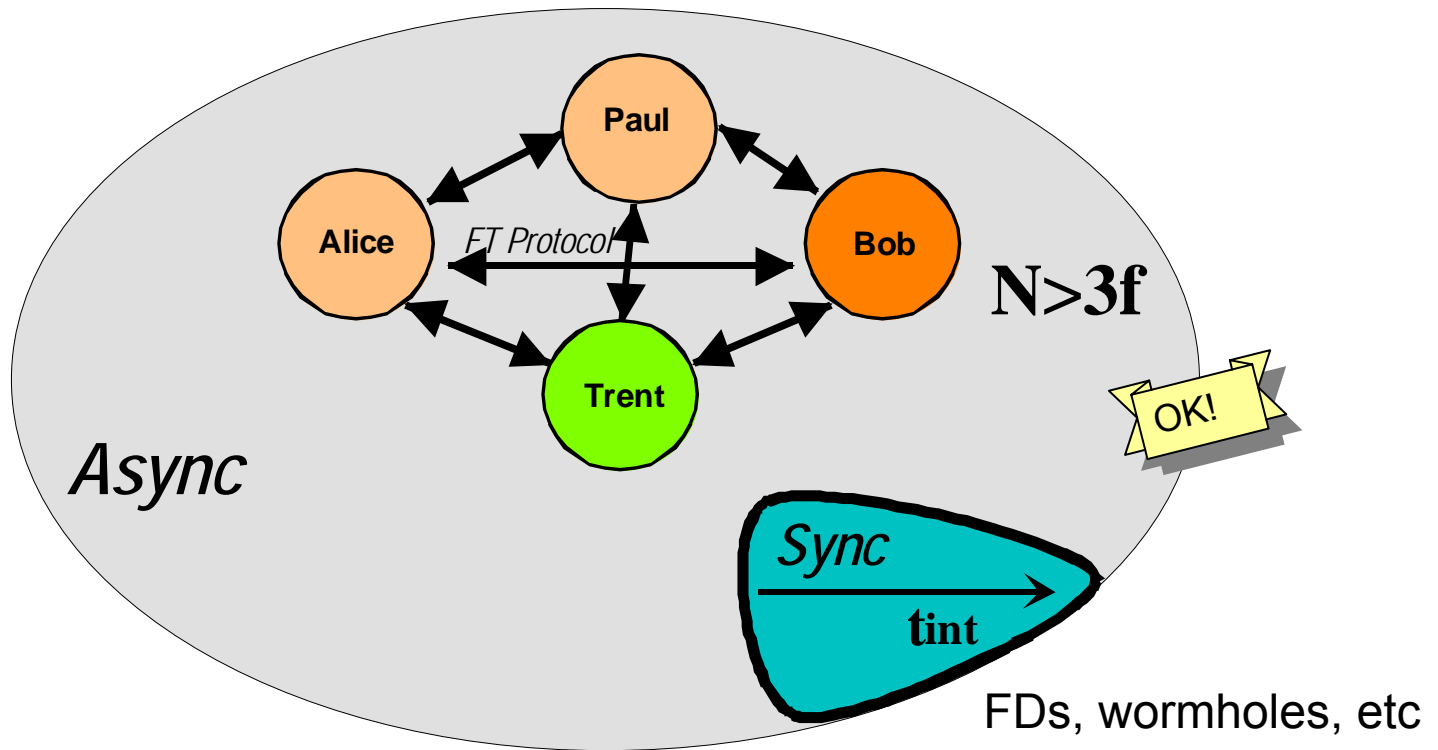 Paul
Alice
FT Protocol
Bob
N>3f
Trent
OK!
Async
Sync
tint
FDs, wormholes, etc